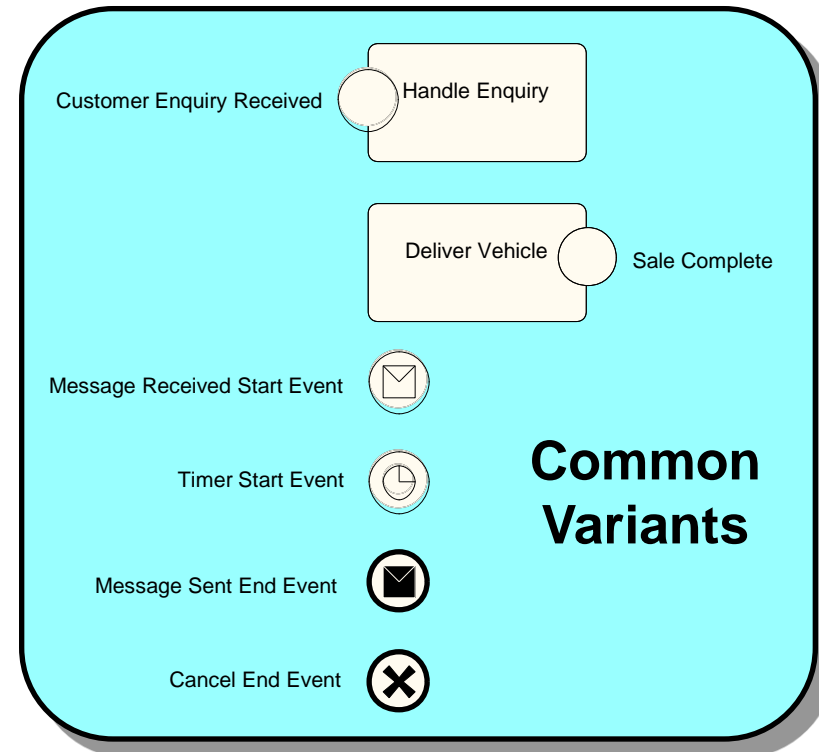 Handle Enquiry
Customer Enquiry Received
Deliver Vehicle
Sale Complete
Message Received Start Event
Common
Variants
Timer Start Event
Message Sent End Event
Cancel End Event